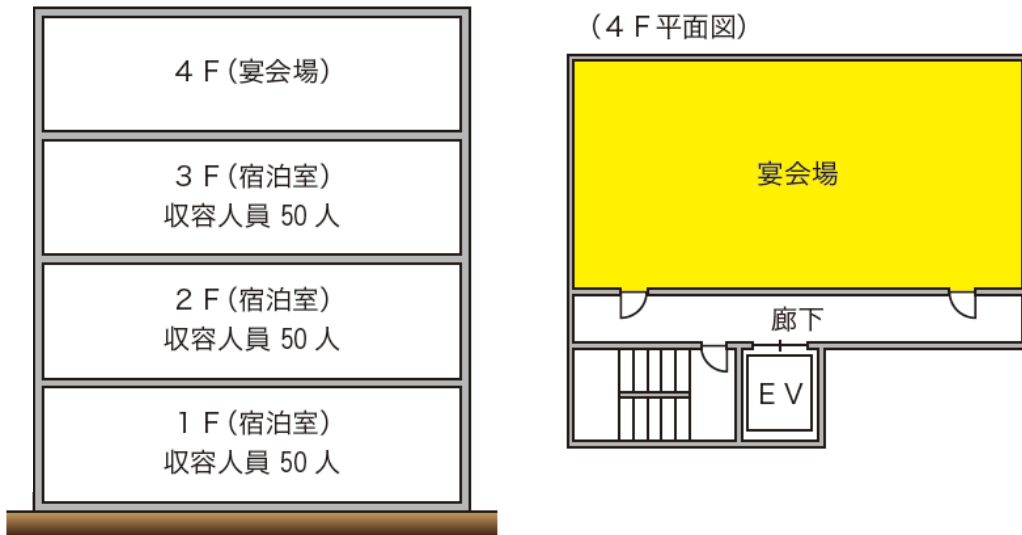 4F(宴会場)
3F(宿泊室)
収容人員 50 人
2F(宿泊室)
収容人員 50 人
1F(宿泊室)
収容人員 50 人
(4F平面図)
宴会場
廊下
EV